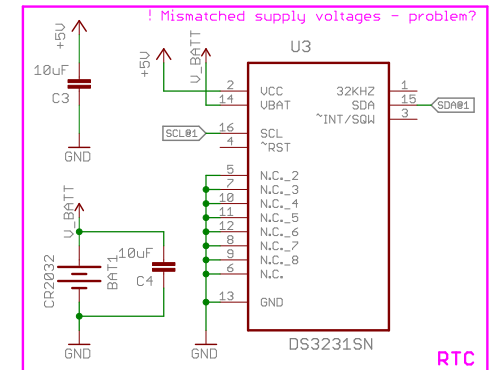 ! Mismatched supply voltages - problem?
+5V
10uF
C3
GND
+5V
V_BATT
U3
2 VCC
14 VBAT
16 SCL
4 ~RST
32KHZ 1
SDA 15
~INT/SQW 3
SCL@1
SDA@1
5 N.C._2
7 N.C._3
10 N.C._4
11 N.C._5
12 N.C._6
8 N.C._7
9 N.C._8
6 N.C.
13 GND
DS3231SN
GND
V_BATT
CR2032
BAT1
10uF
C4
GND
RTC